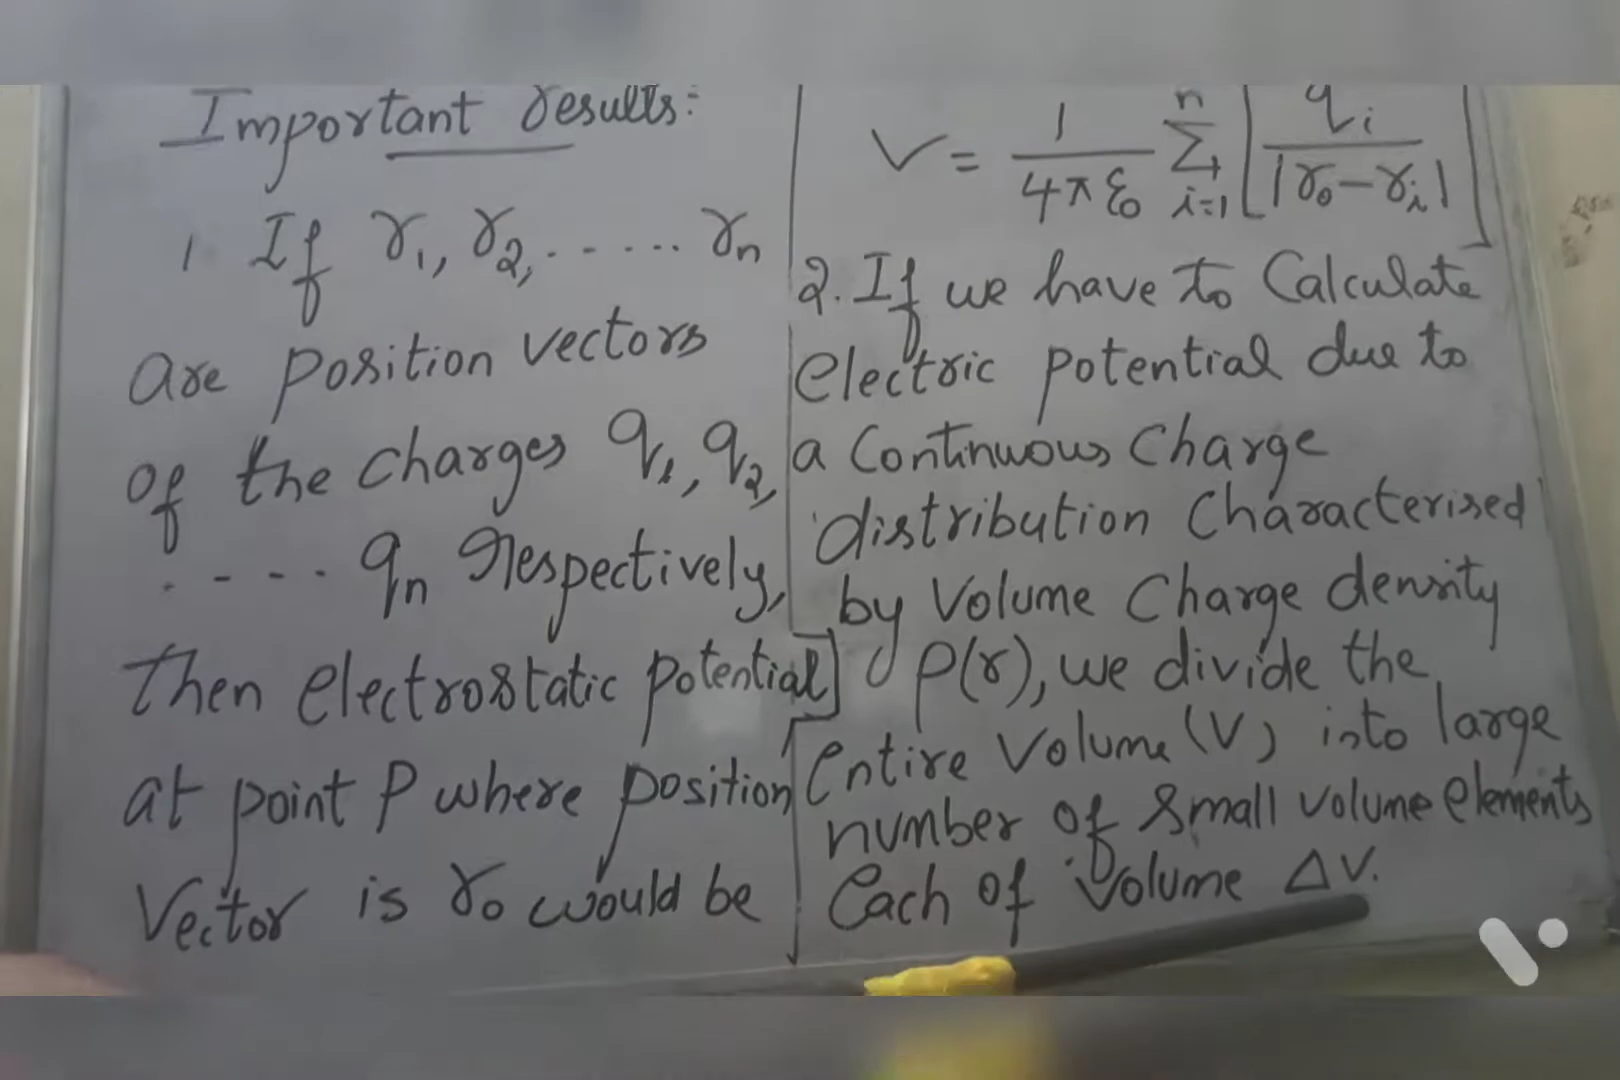 Important results:
1. If r₁, r₂, ...... rₙ
are position vectors
of the charges q₁, q₂,
..... qₙ respectively,
then electrostatic potential
at point P where position
vector is r₀ would be
V = 1/4πε₀ Σⁿᵢ₌₁ [qᵢ/|r₀-rᵢ|]
2. If we have to calculate
electric potential due to
a continuous charge
distribution characterised
by volume charge density
ρ(r), we divide the
entire volume (V) into large
number of small volume elements
each of volume ΔV.